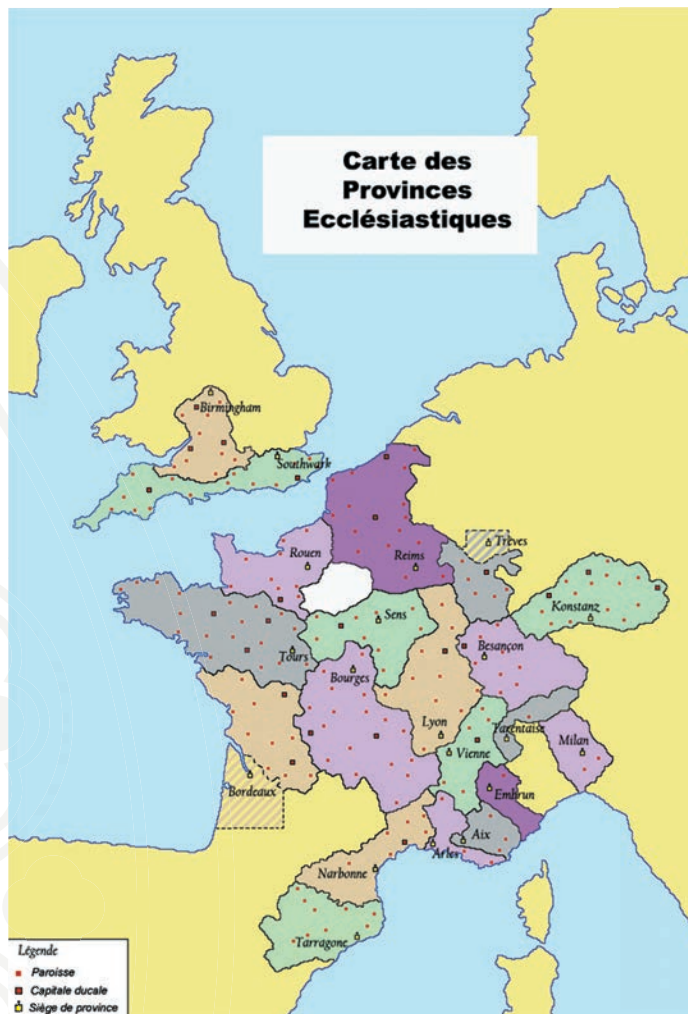 Carte des
Provinces
Ecclésiastiques
Birmingham
Southwark
Rouen
Reims
Trèves
Konstanz
Sens
Tours
Besançon
Bourges
Lyon
Tarentaise
Vienne
Milan
Bordeaux
Embrun
Aix
Arles
Narbonne
Tarragone
Légende
Paroisse
Capitale ducale
Siège de province